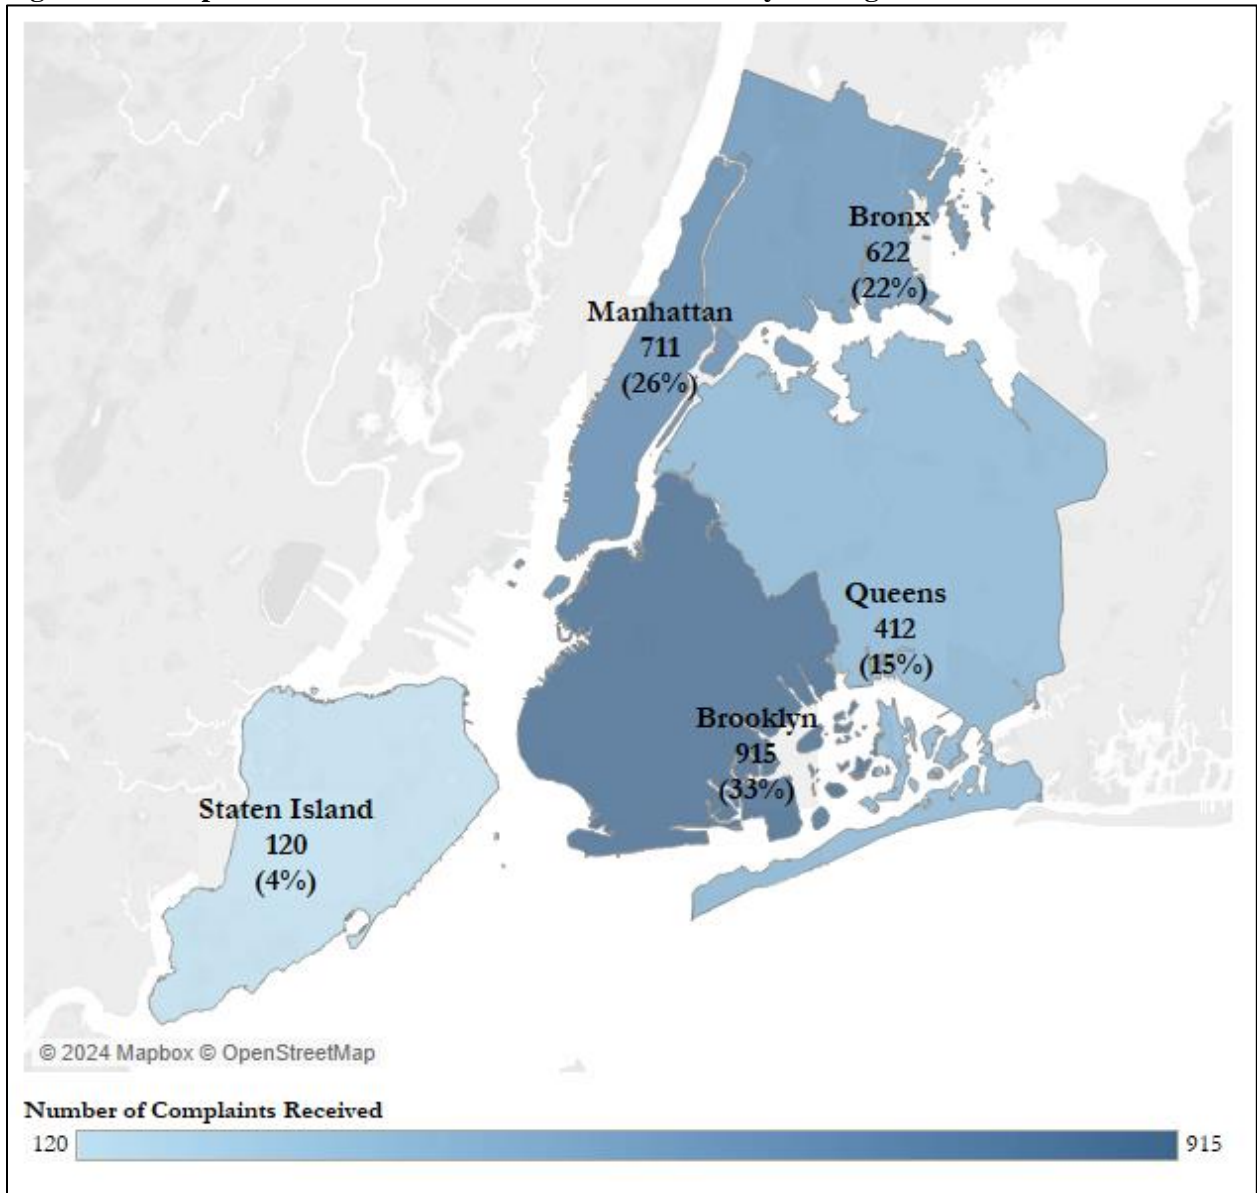 Bronx
622
(22%)
Manhattan
711
(26%)
Queens
412
(15%)
Brooklyn
915
(33%)
Staten Island
120
(4%)
© 2024 Mapbox © OpenStreetMap
Number of Complaints Received
120 915